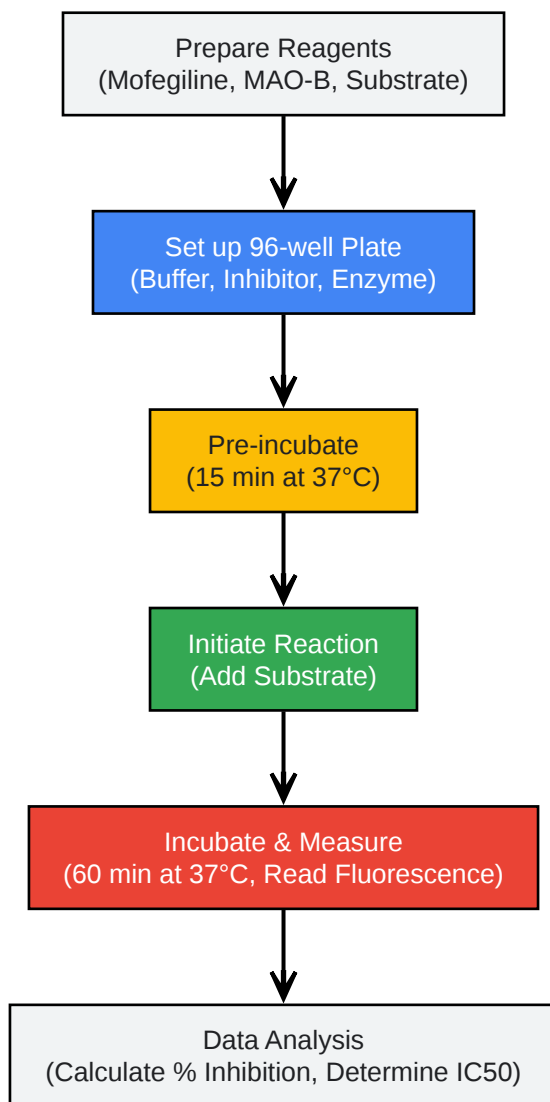 Prepare Reagents
(Mofegiline, MAO-B, Substrate)
Set up 96-well Plate
(Buffer, Inhibitor, Enzyme)
Pre-incubate
(15 min at 37°C)
Initiate Reaction
(Add Substrate)
Incubate & Measure
(60 min at 37°C, Read Fluorescence)
Data Analysis
(Calculate % Inhibition, Determine IC50)